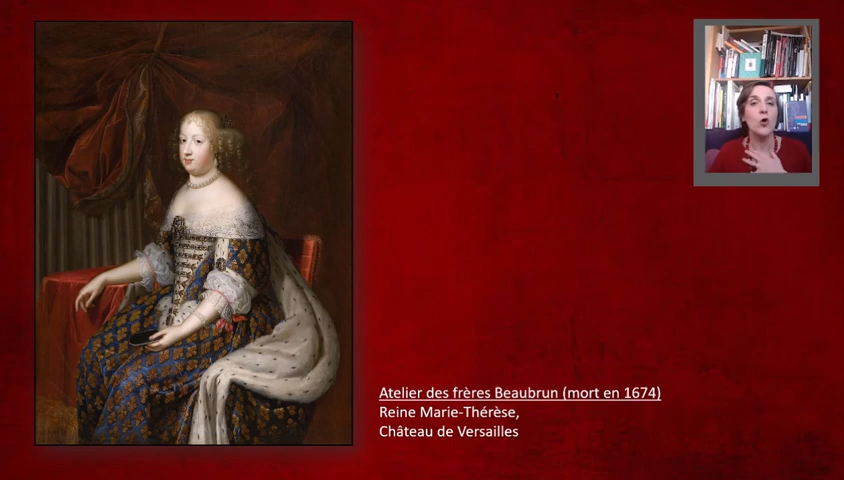 Atelier des frères Beaubrun (mort en 1674)
Reine Marie-Thérèse,
Château de Versailles